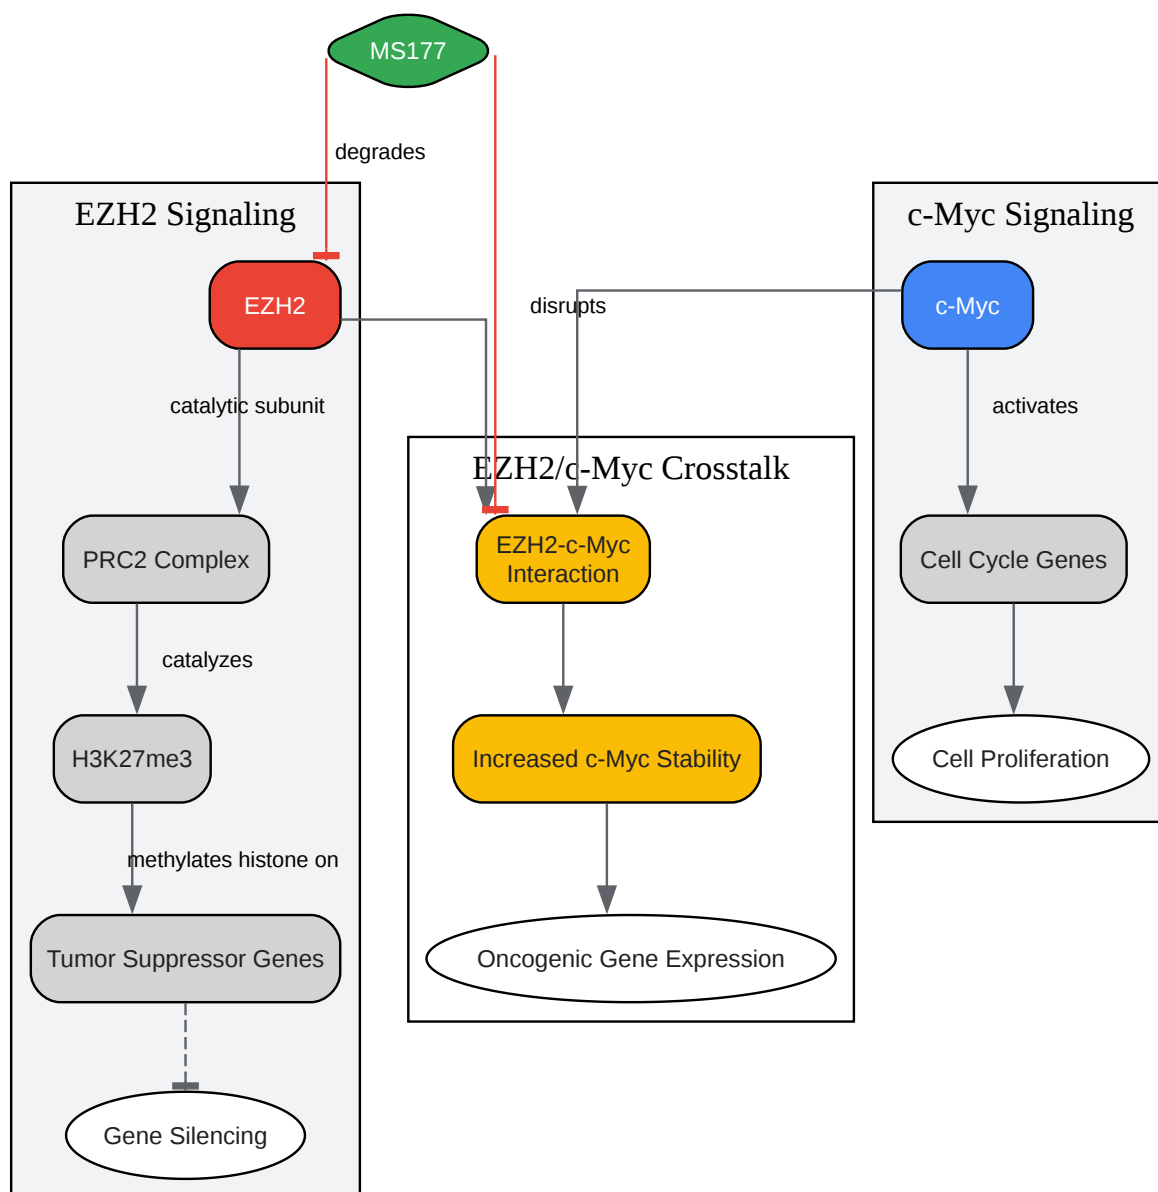 MS177
degrades
EZH2 Signaling
c-Myc Signaling
EZH2
disrupts
c-Myc
catalytic subunit
activates
EZH2/c-Myc Crosstalk
PRC2 Complex
EZH2-c-Myc
Interaction
Cell Cycle Genes
catalyzes
H3K27me3
Increased c-Myc Stability
Cell Proliferation
methylates histone on
Tumor Suppressor Genes
Oncogenic Gene Expression
Gene Silencing